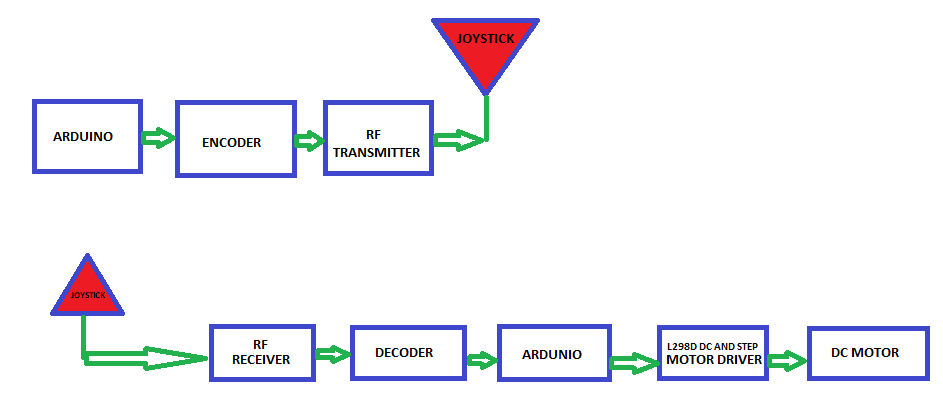 JOYSTICK
ARDUINO
ENCODER
RF
TRANSMITTER
JOYSTICK
RF
RECEIVER
DECODER
ARDUNIO
L298D DC AND STEP
MOTOR DRIVER
DC MOTOR